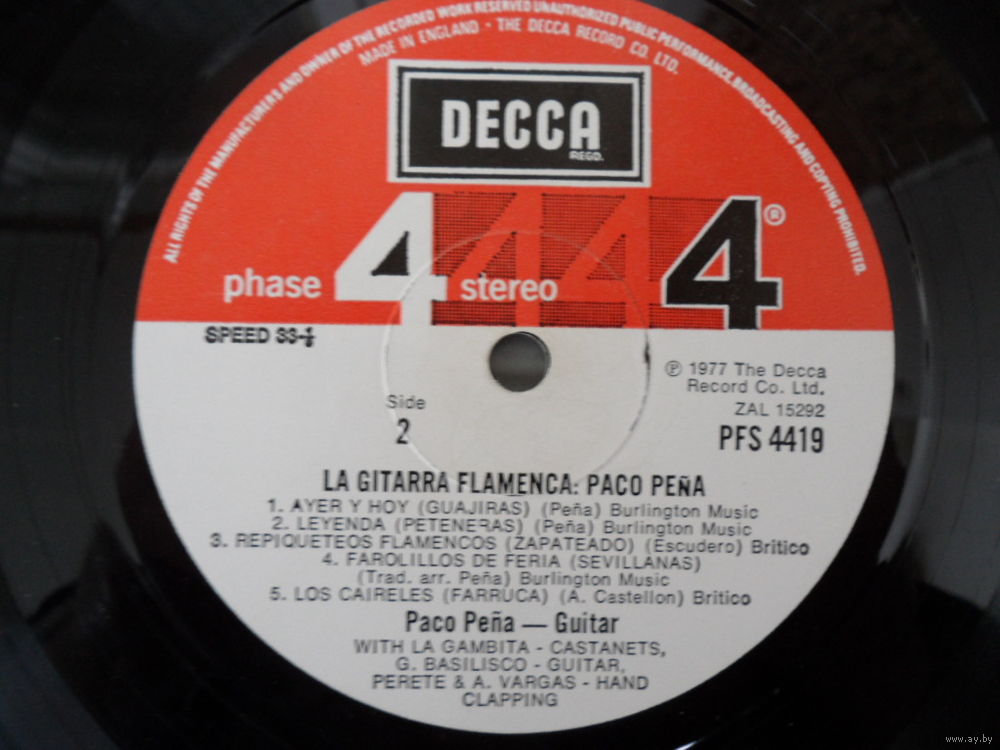 ALL RIGHTS OF THE MANUFACTURERS AND OWNER OF THE RECORDED WORK RESERVED UNAUTHORIZED PUBLIC PERFORMANCE, BROADCASTING AND COPYING PROHIBITED.
MADE IN ENGLAND - THE DECCA RECORD CO. LTD.
DECCA
REGD.
phase 4 stereo 4 4 4 ®
SPEED 33⅓
℗ 1977 The Decca
Record Co. Ltd.
Side
2
ZAL 15292
PFS 4419
LA GITARRA FLAMENCA: PACO PEÑA
1. AYER Y HOY (GUAJIRAS) (Peña) Burlington Music
2. LEYENDA (PETENERAS) (Peña) Burlington Music
3. REPIQUETEOS FLAMENCOS (ZAPATEADO) (Escudero) Britico
4. FAROLILLOS DE FERIA (SEVILLANAS)
(Trad. arr. Peña) Burlington Music
5. LOS CAIRELES (FARRUCA) (A. Castellon) Britico
Paco Peña — Guitar
WITH LA GAMBITA - CASTANETS,
G. BASILISCO - GUITAR,
PERETE & A. VARGAS - HAND
CLAPPING
www.ay.by